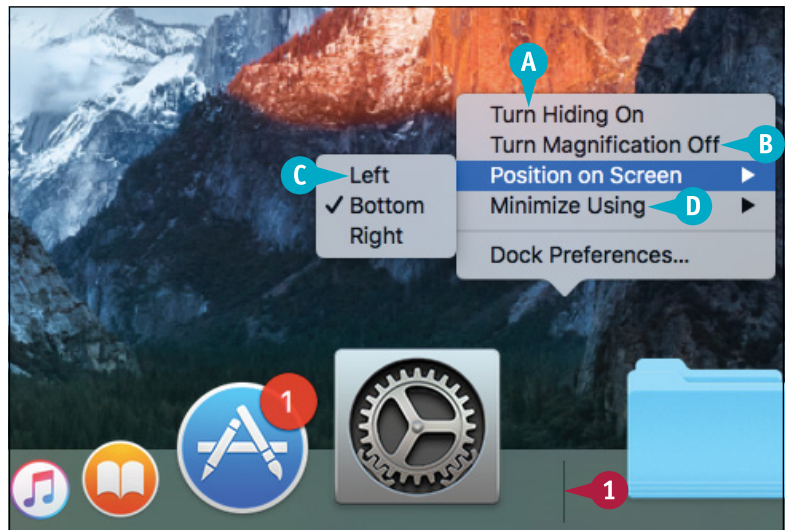 A
Turn Hiding On
Turn Magnification Off
B
C
Left
Position on Screen
✓ Bottom
Minimize Using
D
Right
Dock Preferences...
1
1